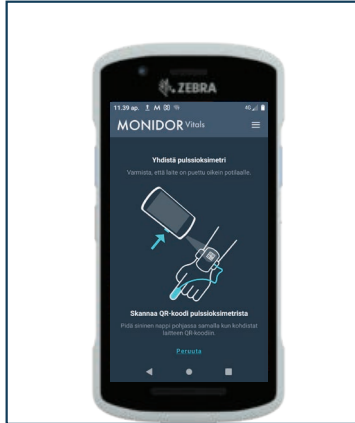 ZEBRA
11.39 ap. 4G
MONIDOR Vitals
Yhdistä pulssioksimetri
Varmista, että laite on puettu oikein potilaalle.
Skannaa QR-koodi pulssioksimetrista
Pidä sininen nappi pohjassa samalla kun kohdistat
laitteen QR-koodiin.
Peruuta